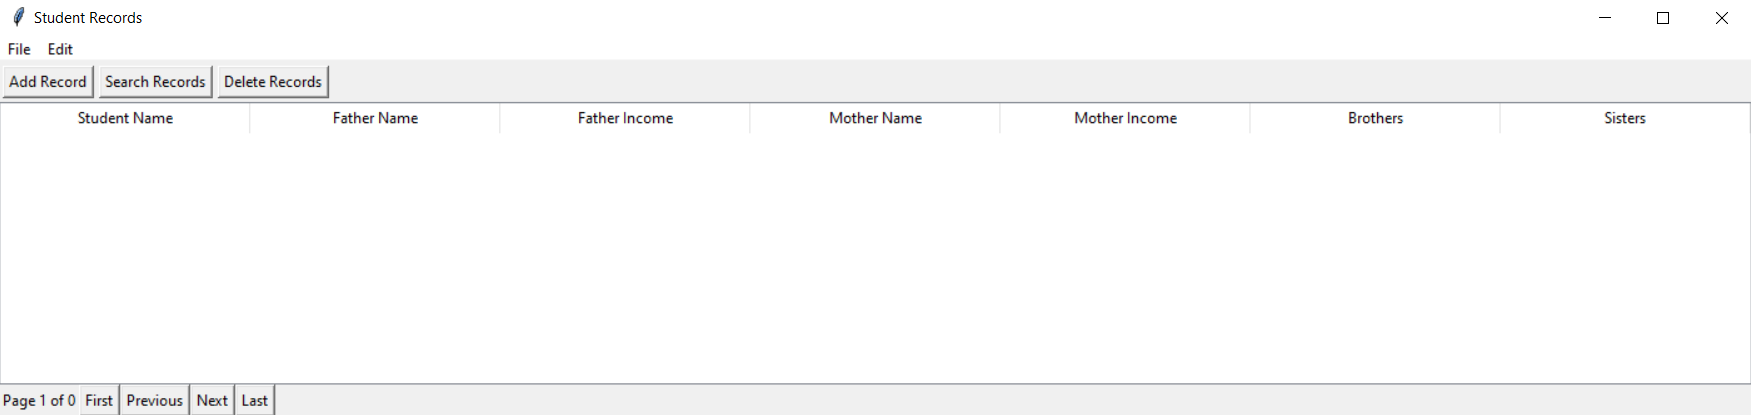 Student Records
File Edit
Add Record Search Records Delete Records
Student Name Father Name Father Income Mother Name Mother Income Brothers Sisters
Page 1 of 0 First Previous Next Last